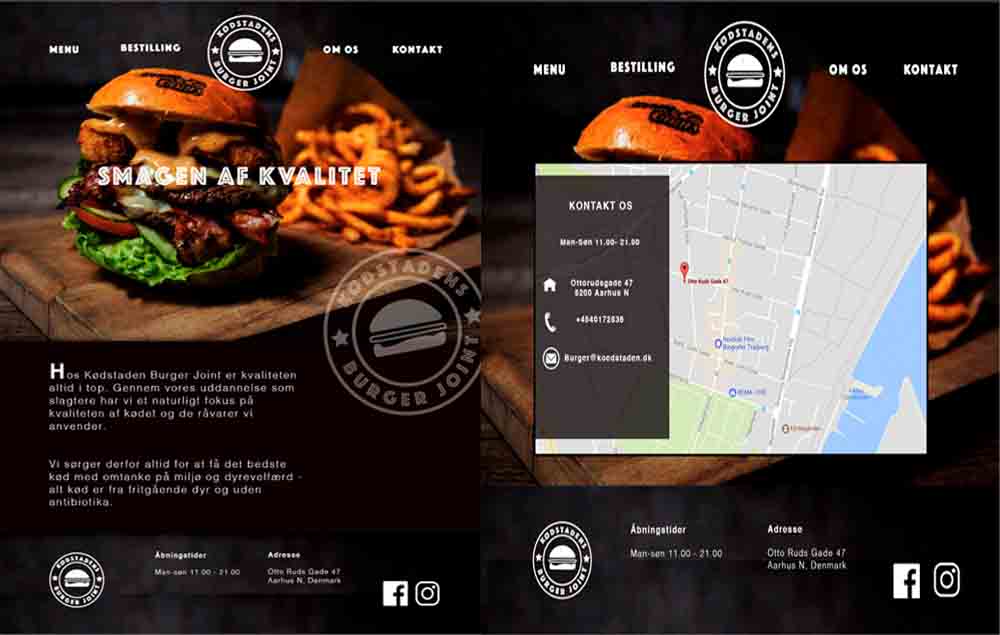 MENU
BESTILLING
KØDSTADENS
BURGER JOINT
OM OS
KONTAKT
SMAGEN AF KVALITET
KØDSTADENS
BURGER JOINT
Hos Kødstaden Burger Joint er kvaliteten
altid i top. Gennem vores uddannelse som
slagtere har vi et naturligt fokus på
kvaliteten af kødet og de råvarer vi
anvender.
Vi sørger derfor altid for at få det bedste
kød med omtanke på miljø og dyrevelfærd -
alt kød er fra fritgående dyr og uden
antibiotika.
KØDSTADENS
BURGER JOINT
Åbningstider
Man-søn 11.00 - 21.00
Adresse
Otto Ruds Gade 47
Aarhus N, Denmark
MENU
BESTILLING
KØDSTADENS
BURGER JOINT
OM OS
KONTAKT
KONTAKT OS
Man-Søn 11.00- 21.00
Ottorudsgade 47
8200 Aarhus N
+4540172836
Burger@koedstaden.dk
Otto Ruds Gade 47
KØDSTADENS
BURGER JOINT
Åbningstider
Man-søn 11.00 - 21.00
Adresse
Otto Ruds Gade 47
Aarhus N, Denmark